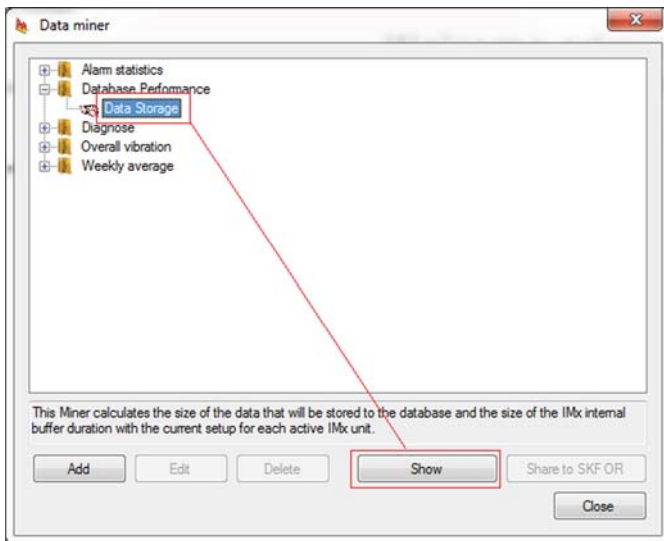 Data miner
Alarm statistics
Database Performance
Data Storage
Diagnose
Overall vibration
Weekly average
This Miner calculates the size of the data that will be stored to the database and the size of the IMx internal
buffer duration with the current setup for each active IMx unit.
Add Edit Delete Show Share to SKF OR
Close